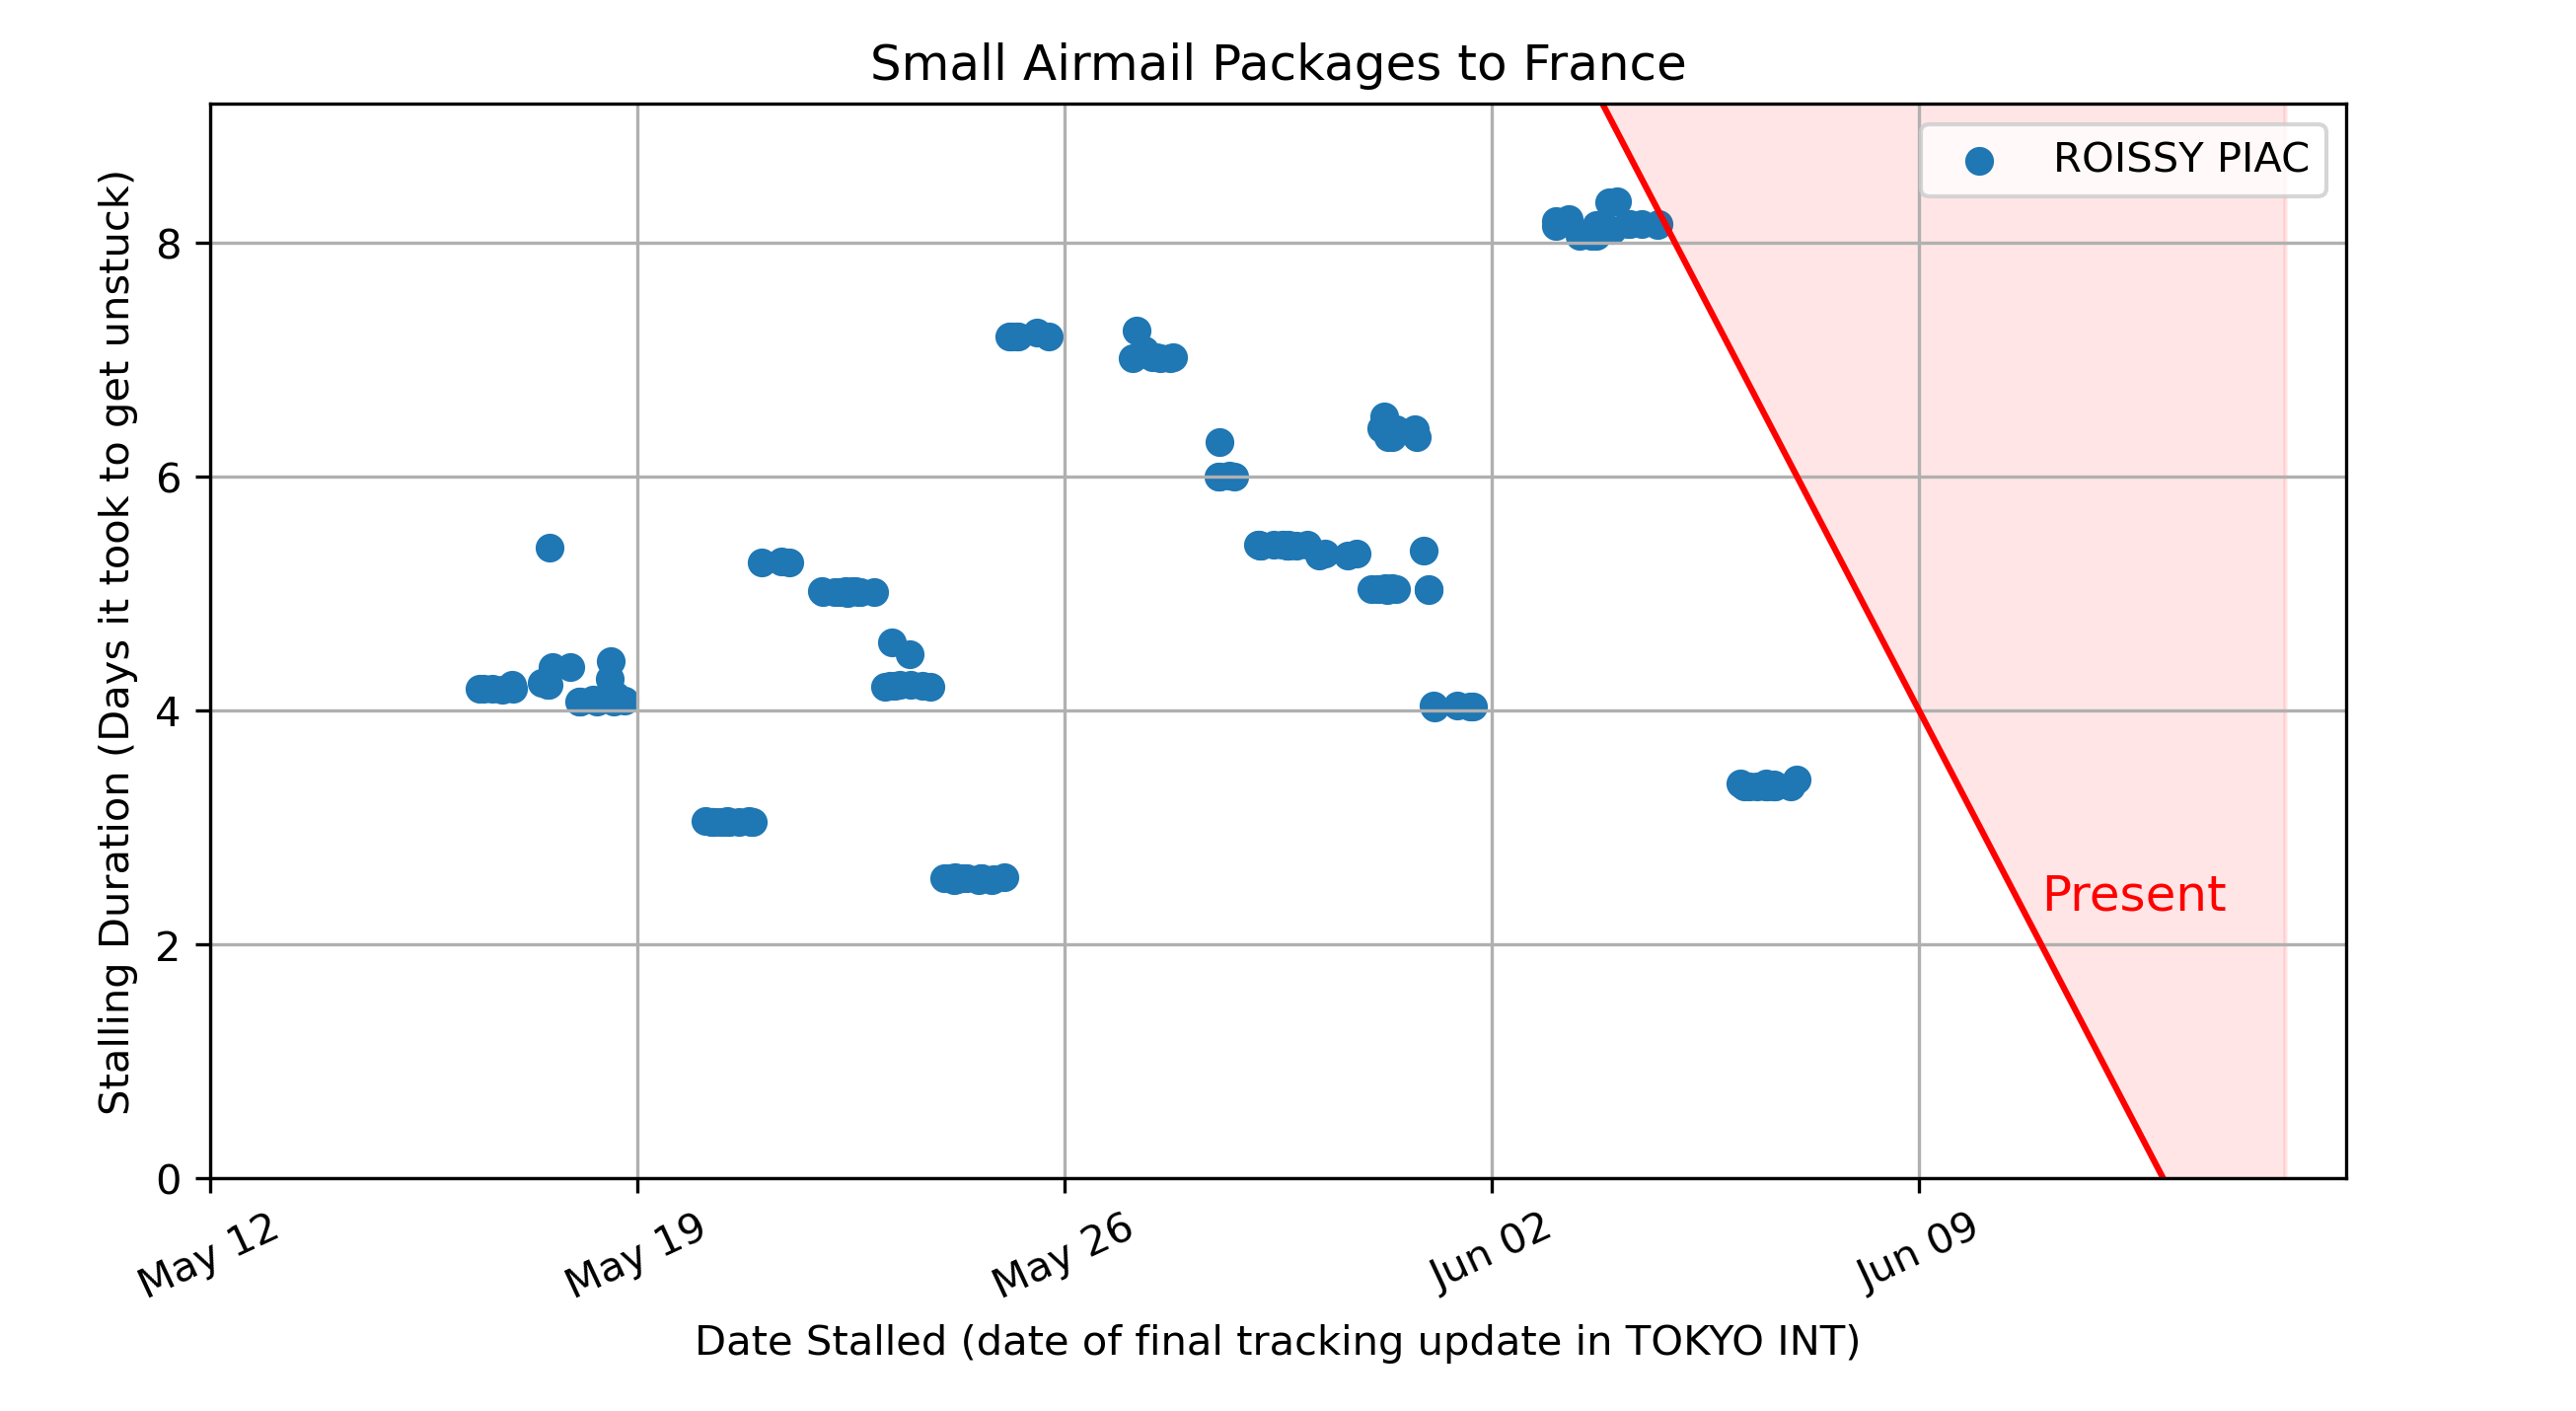 Small Airmail Packages to France
ROISSY PIAC
Stalling Duration (Days it took to get unstuck)
8
6
4
2
0
Present
May 12
May 19
May 26
Jun 02
Jun 09
Date Stalled (date of final tracking update in TOKYO INT)